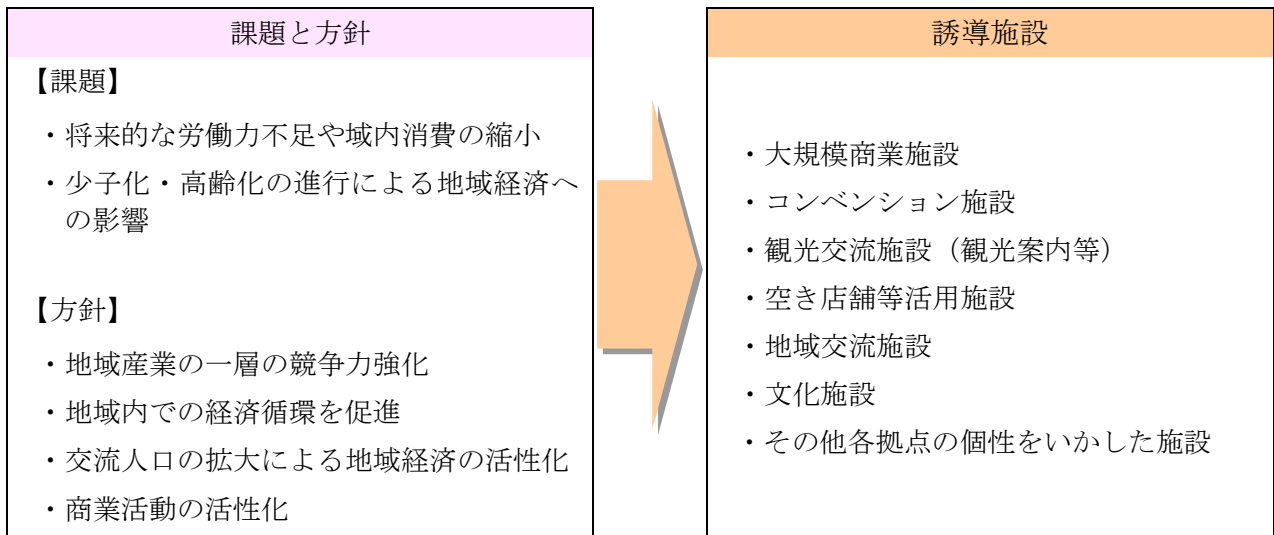 課題と方針
【課題】
・将来的な労働力不足や域内消費の縮小
・少子化・高齢化の進行による地域経済へ
の影響
【方針】
・地域産業の一層の競争力強化
・地域内での経済循環を促進
・交流人口の拡大による地域経済の活性化
・商業活動の活性化
誘導施設
・大規模商業施設
・コンベンション施設
・観光交流施設（観光案内等）
・空き店舗等活用施設
・地域交流施設
・文化施設
・その他各拠点の個性をいかした施設